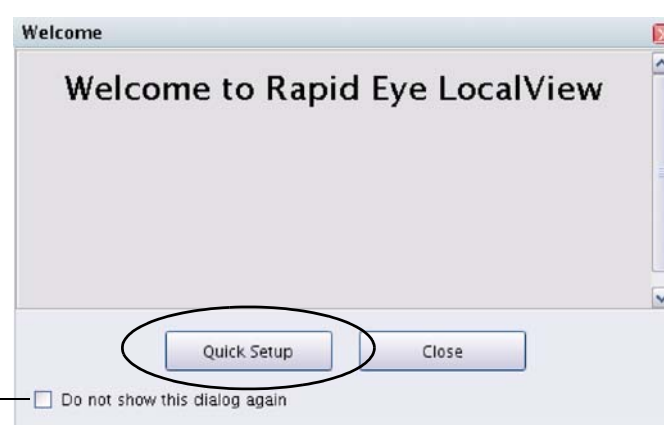 Welcome
Welcome to Rapid Eye LocalView
Quick Setup
Close
Do not show this dialog again